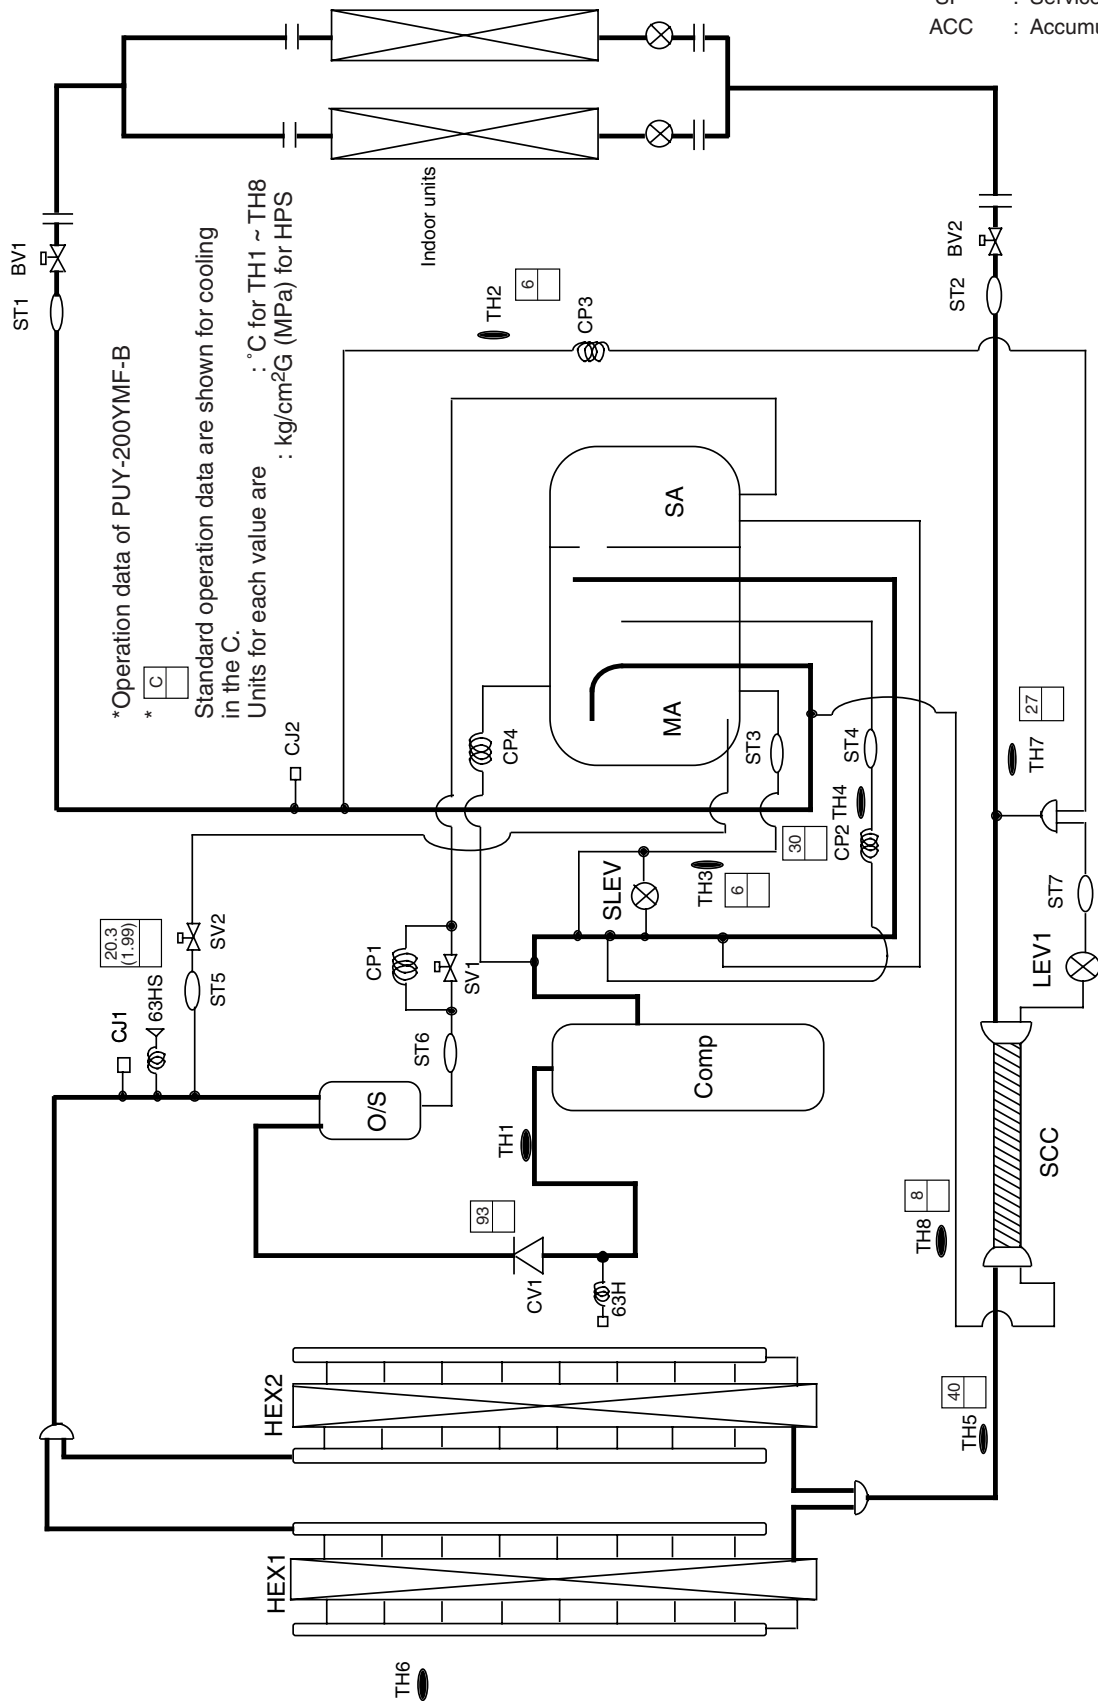 SP : Service
ACC : Accumu
*Operation data of PUY-200YMF-B
* C
Standard operation data are shown for cooling
in the C.
Units for each value are : °C for TH1 ~ TH8
: kg/cm²G (MPa) for HPS
Indoor units
BV1
ST1
TH2
6
CP3
BV2
ST2
CJ2
CP4
SA
MA
ST3
ST4
TH4
30
CP2
TH3
6
SLEV
TH7
27
ST7
LEV1
20.3
(1.99)
SV2
ST5
63HS
CJ1
CP1
SV1
ST6
O/S
Comp
TH1
93
CV1
63H
TH8
8
SCC
TH5
40
HEX2
HEX1
TH6